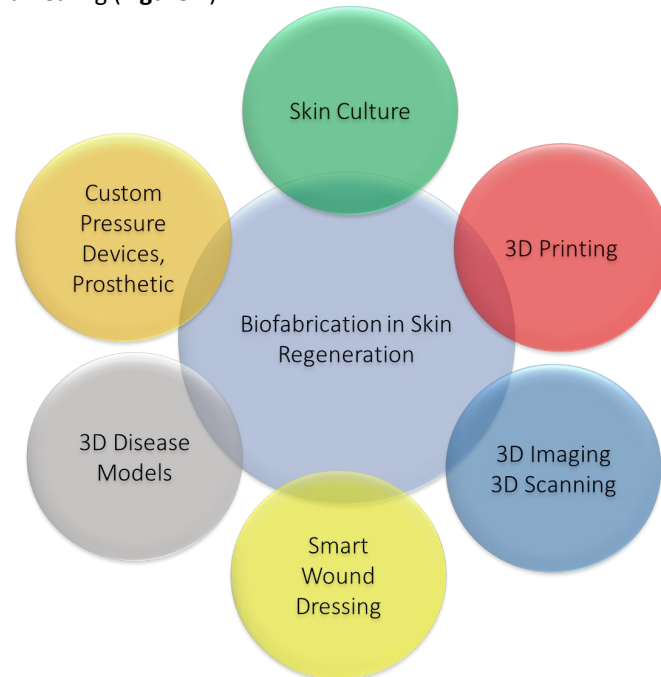 Skin Culture
Custom
Pressure
Devices,
Prosthetic
3D Printing
Biofabrication in Skin
Regeneration
3D Disease
Models
3D Imaging
3D Scanning
Smart
Wound
Dressing